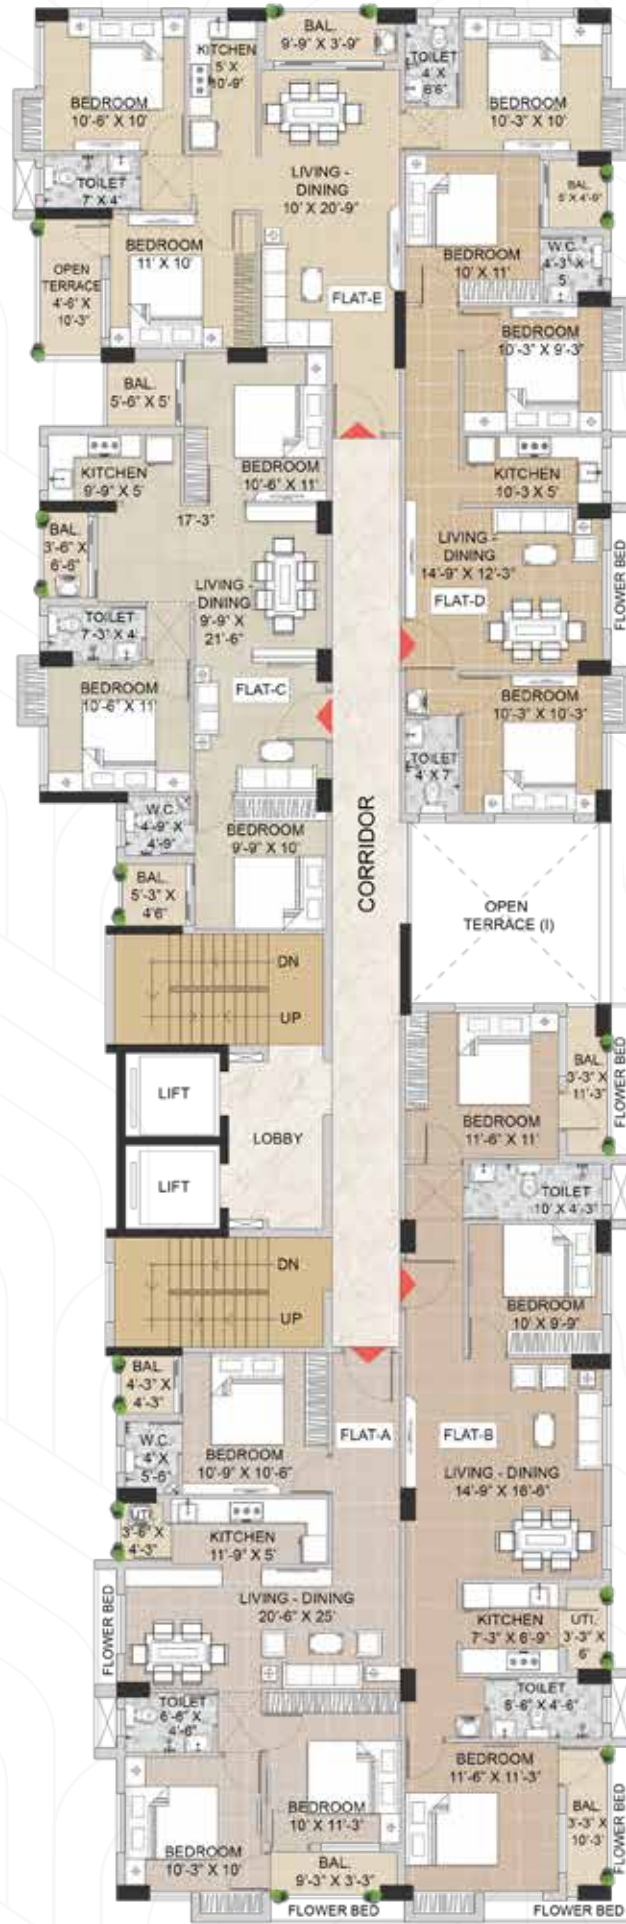 BAL.
9'-9" X 3'-9"
KITCHEN
5' X
10'-9"
TOILET
4' X
6'6"
BEDROOM
10'-6" X 10'
BEDROOM
10'-3" X 10'
LIVING -
DINING
10' X 20'-9"
TOILET
7' X 4'
BAL.
5' X 4'-9"
BEDROOM
11' X 10'
BEDROOM
10' X 11'
W.C.
4'-3" X
5'
OPEN
TERRACE
4'-6" X
10'-3"
FLAT-E
BEDROOM
10'-3" X 9'-3"
BAL.
5'-6" X 5'
BEDROOM
10'-6" X 11'
KITCHEN
9'-9" X 5'
KITCHEN
10'-3 X 5'
17'-3"
BAL.
3'-6" X
6'-6"
LIVING -
DINING
14'-9" X 12'-3"
FLOWER BED
LIVING -
DINING
9'-9" X
21'-6"
FLAT-D
TOILET
7'-3" X 4'
BEDROOM
10'-6" X 11'
FLAT-C
BEDROOM
10'-3" X 10'-3"
TOILET
4' X 7'
W.C.
4'-9" X
4'-9"
BEDROOM
9'-9" X 10'
CORRIDOR
BAL.
5'-3" X
4'6"
OPEN
TERRACE (I)
DN
UP
LIFT
LOBBY
LIFT
BAL.
3'-3" X
11'-3"
FLOWER BED
BEDROOM
11'-6" X 11'
TOILET
10' X 4'-3"
DN
UP
BEDROOM
10' X 9'-9"
BAL.
4'-3" X
4'-3"
FLAT-A
FLAT-B
W.C.
4' X
5'-6"
BEDROOM
10'-9" X 10'-6"
LIVING - DINING
14'-9" X 16'-6"
UTI.
3'-6" X
4'-3"
KITCHEN
11'-9" X 5'
FLOWER BED
LIVING - DINING
20'-6" X 25'
KITCHEN
7'-3" X 6'-9"
UTI.
3'-3" X
6'
TOILET
6'-6" X
4'-6"
TOILET
6'-6" X 4'-6"
BEDROOM
11'-6" X 11'-3"
BEDROOM
10' X 11'-3"
BAL.
3'-3" X
10'-3"
FLOWER BED
BEDROOM
10'-3" X 10'
BAL.
9'-3" X 3'-3"
FLOWER BED
FLOWER BED